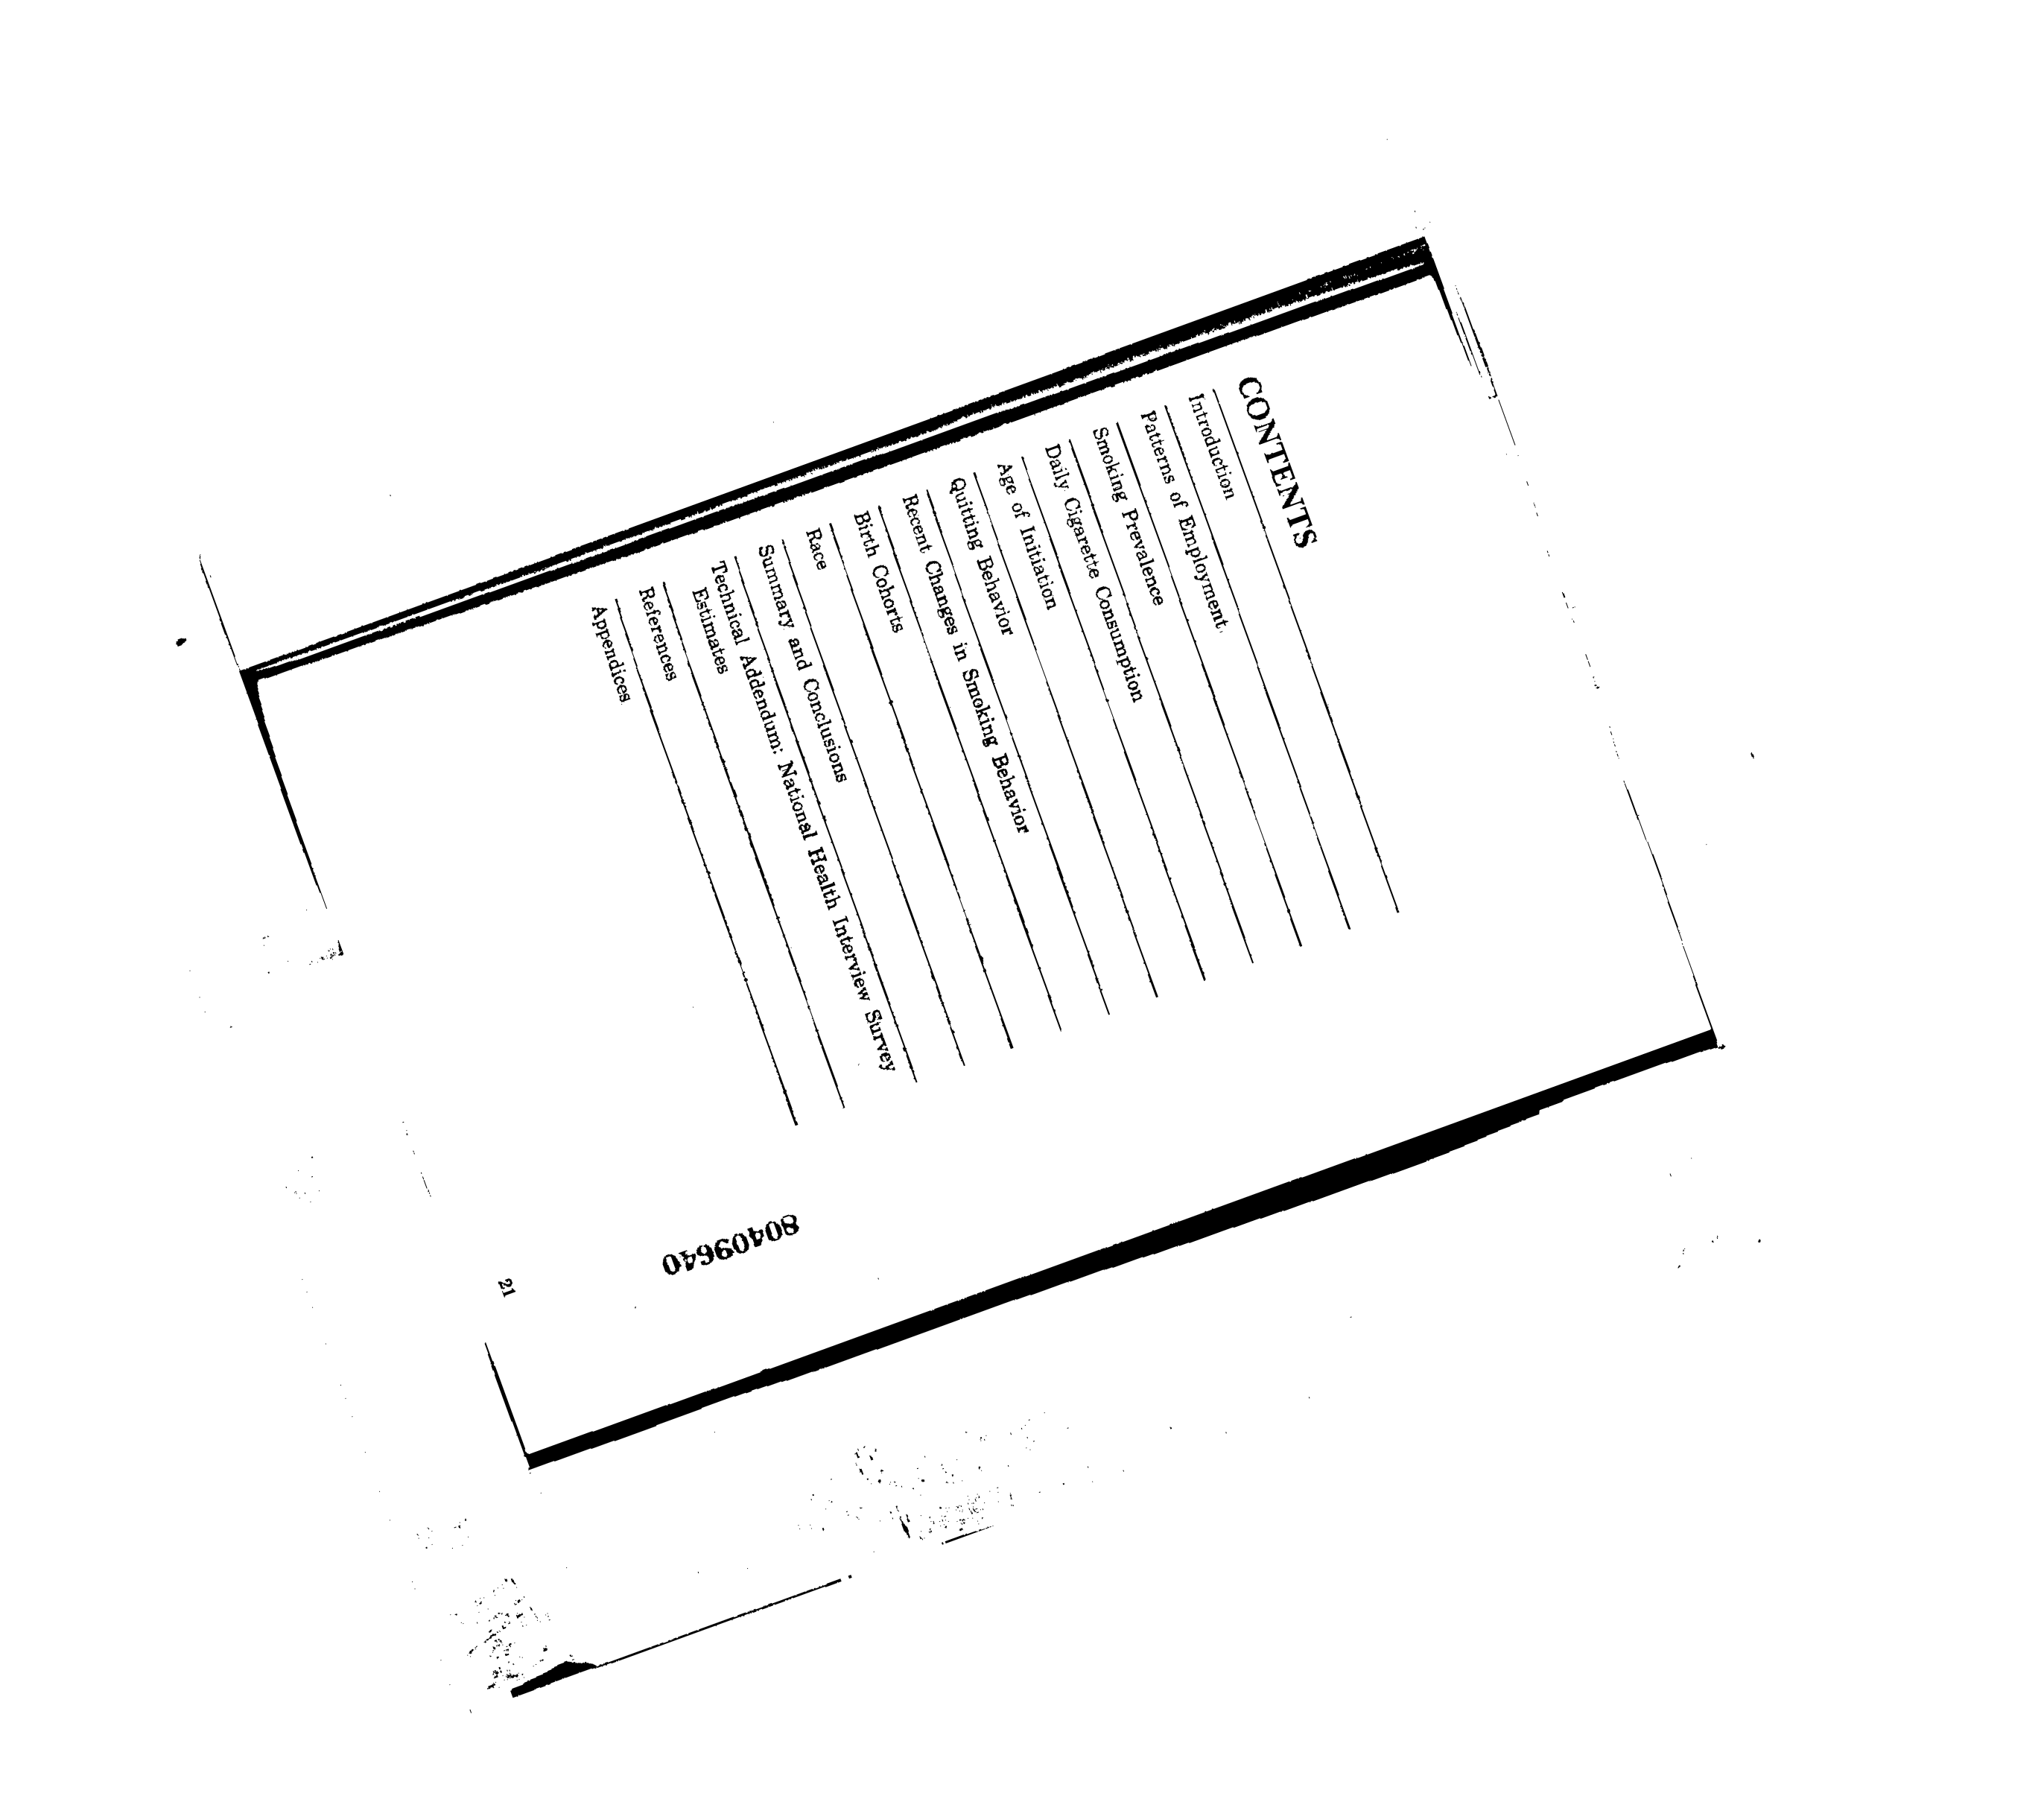 CONTENTS
Introduction
Patterns of Employment
Smoking Prevalence
Daily Cigarette Consumption
Age of Initiation
Quitting Behavior
Recent Changes in Smoking Behavior
Birth Cohorts
Race
Summary and Conclusions
Technical Addendum: National Health Interview Survey
Estimates
References
Appendices
21
80409640